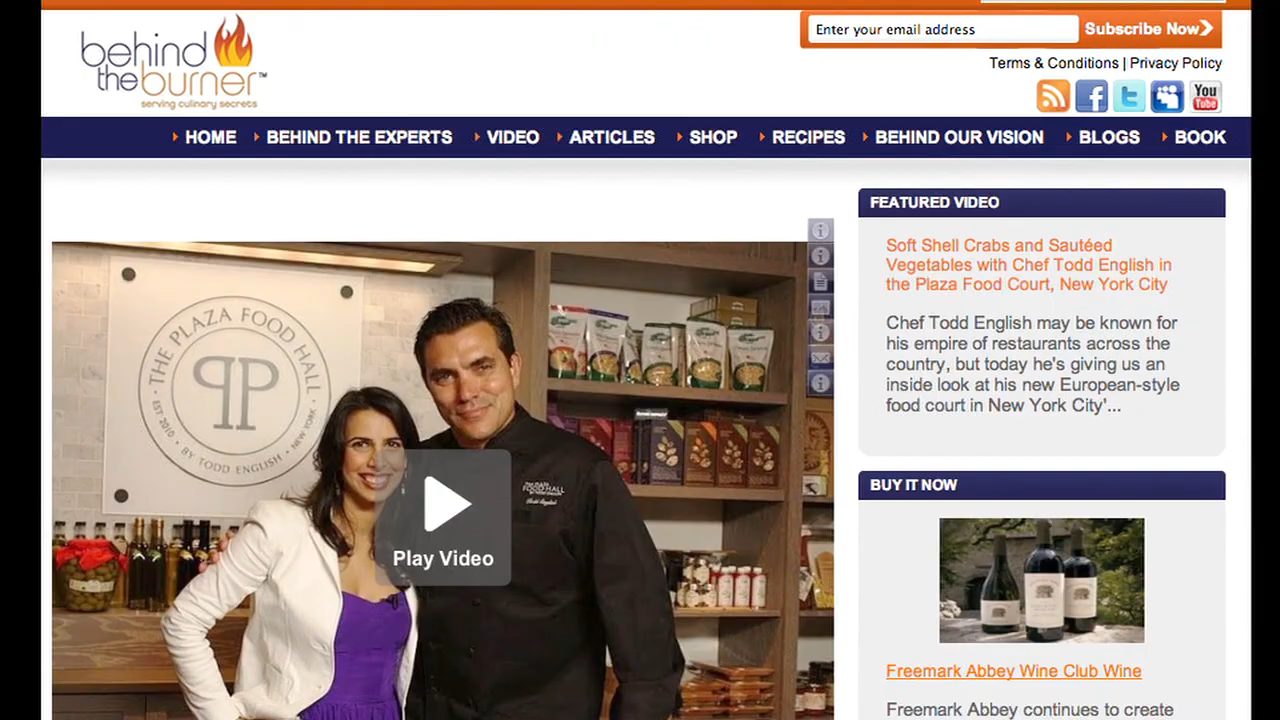 behind
the burner™
serving culinary secrets
Enter your email address
Subscribe Now
Terms & Conditions | Privacy Policy
You
Tube
HOME
BEHIND THE EXPERTS
VIDEO
ARTICLES
SHOP
RECIPES
BEHIND OUR VISION
BLOGS
BOOK
THE PLAZA FOOD HALL
EST 2010 • BY TODD ENGLISH • NEW YORK
Play Video
FEATURED VIDEO
Soft Shell Crabs and Sautéed
Vegetables with Chef Todd English in
the Plaza Food Court, New York City
Chef Todd English may be known for
his empire of restaurants across the
country, but today he's giving us an
inside look at his new European-style
food court in New York City'...
BUY IT NOW
Freemark Abbey Wine Club Wine
Freemark Abbey continues to create